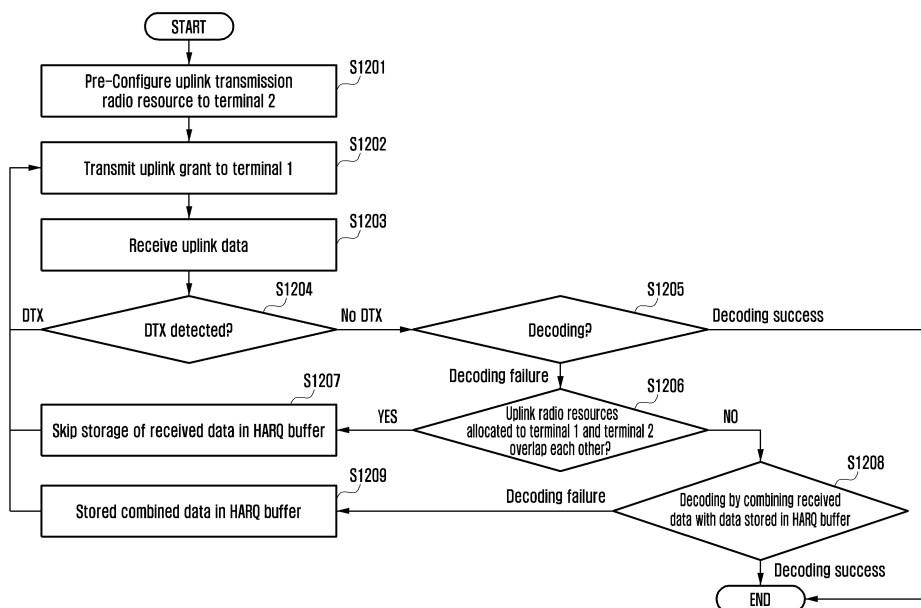 START
S1201
Pre-Configure uplink transmission
radio resource to terminal 2
S1202
Transmit uplink grant to terminal 1
S1203
Receive uplink data
S1204
DTX
DTX detected?
No DTX
S1205
Decoding?
Decoding success
Decoding failure
S1206
Uplink radio resources
allocated to terminal 1 and terminal 2
overlap each other?
YES
NO
S1207
Skip storage of received data in HARQ buffer
S1208
Decoding by combining received
data with data stored in HARQ buffer
Decoding failure
S1209
Stored combined data in HARQ buffer
Decoding success
END